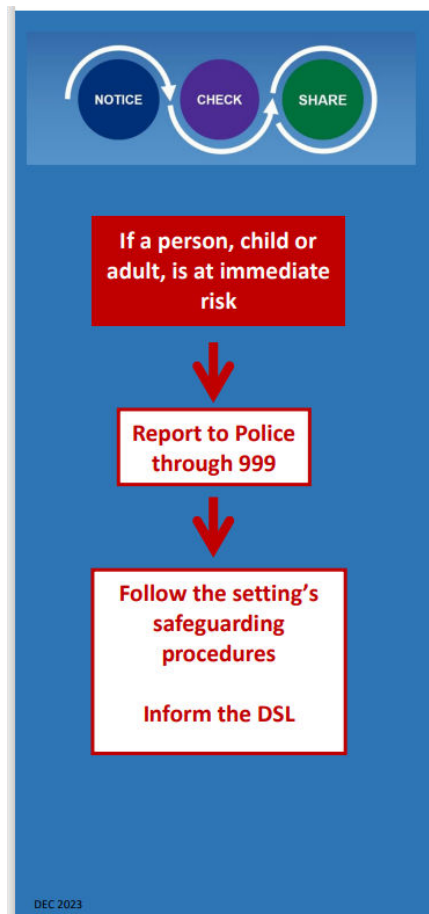 NOTICE CHECK SHARE
If a person, child or
adult, is at immediate
risk
Report to Police
through 999
Follow the setting’s
safeguarding
procedures
Inform the DSL
DEC 2023